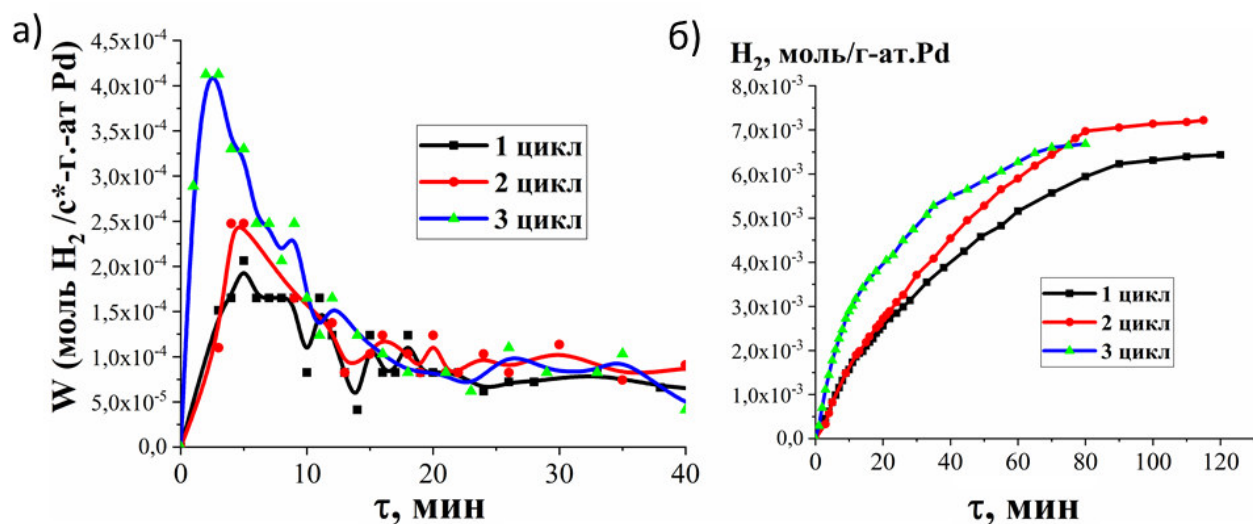 а)
W (моль H₂ /с*-г.-ат Pd)
4,5x10⁻⁴
4,0x10⁻⁴
3,5x10⁻⁴
3,0x10⁻⁴
2,5x10⁻⁴
2,0x10⁻⁴
1,5x10⁻⁴
1,0x10⁻⁴
5,0x10⁻⁵
0,0
0 10 20 30 40
τ, мин
1 цикл
2 цикл
3 цикл
б)
H₂, моль/г-ат.Pd
8,0x10⁻³
7,0x10⁻³
6,0x10⁻³
5,0x10⁻³
4,0x10⁻³
3,0x10⁻³
2,0x10⁻³
1,0x10⁻³
0,0
0 20 40 60 80 100 120
τ, мин
1 цикл
2 цикл
3 цикл